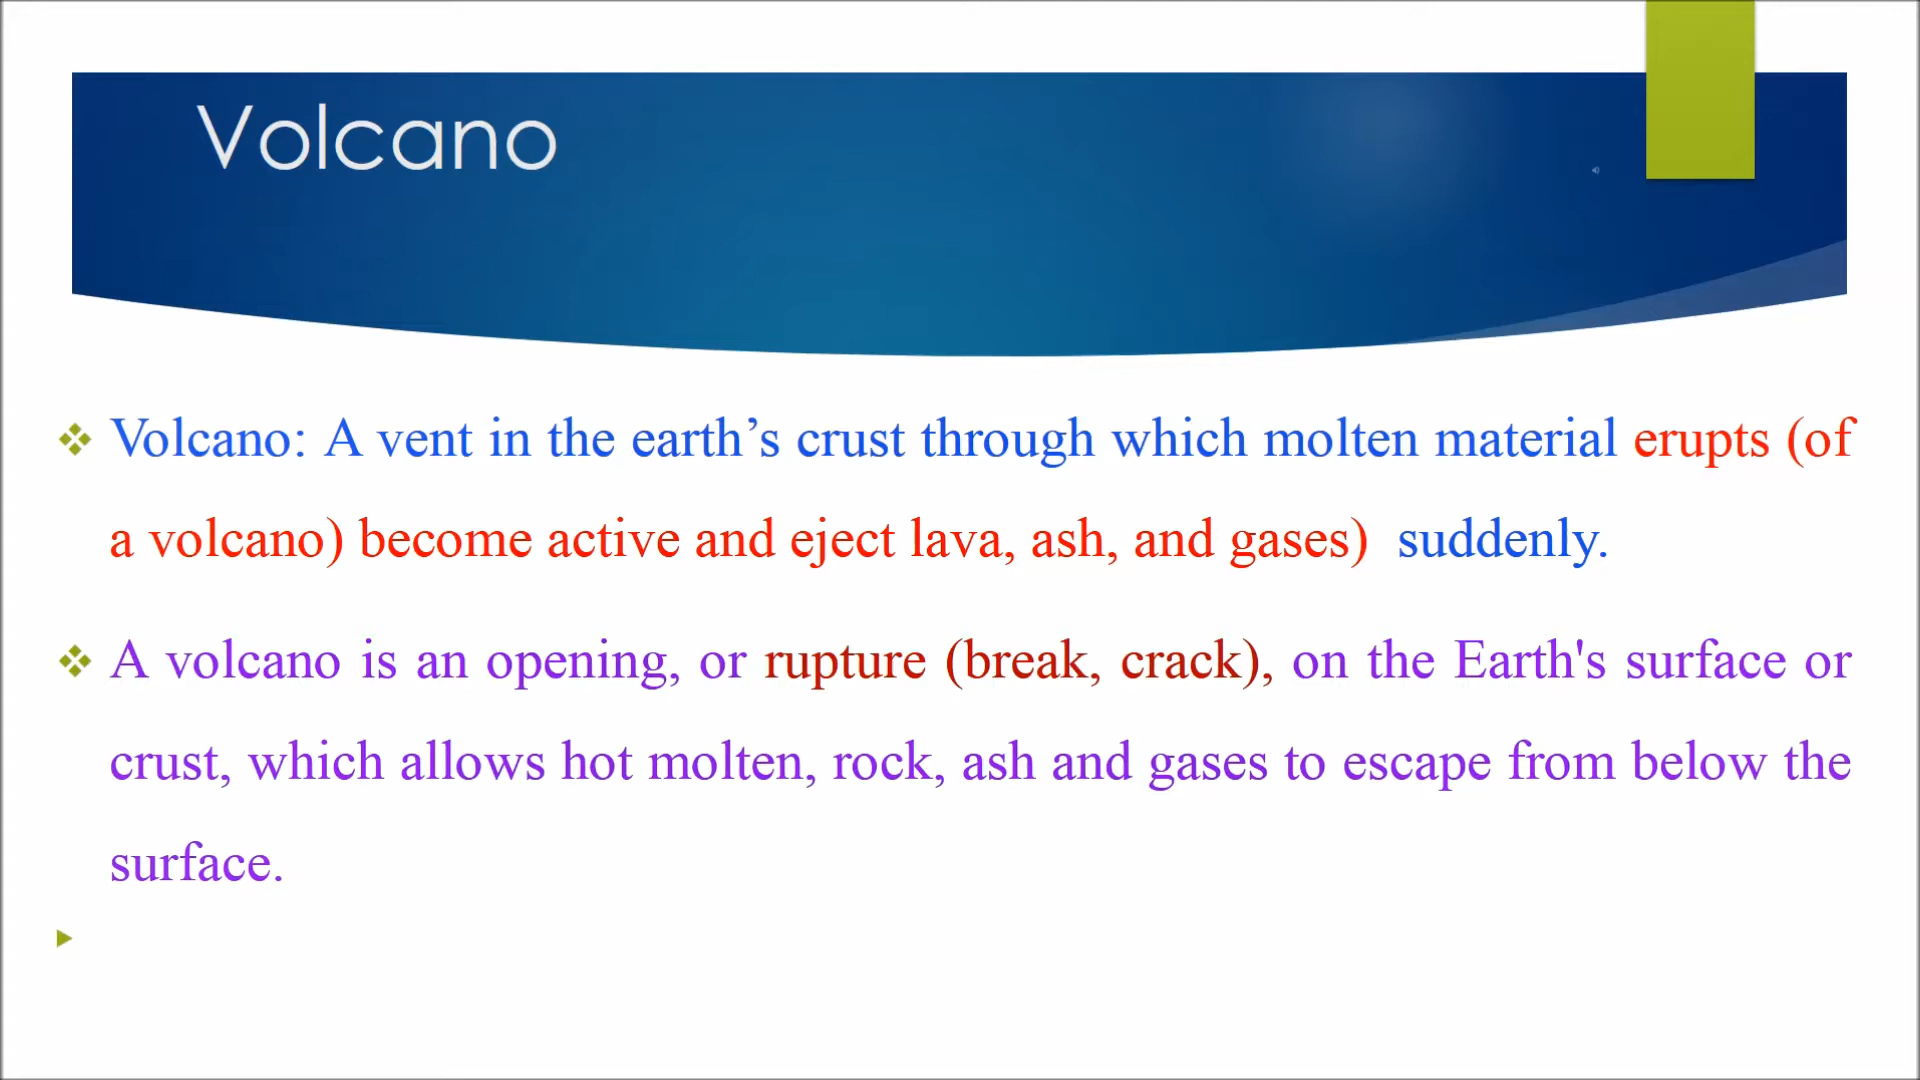 Volcano
Volcano: A vent in the earth’s crust through which molten material erupts (of
a volcano) become active and eject lava, ash, and gases) suddenly.
A volcano is an opening, or rupture (break, crack), on the Earth's surface or
crust, which allows hot molten, rock, ash and gases to escape from below the
surface.